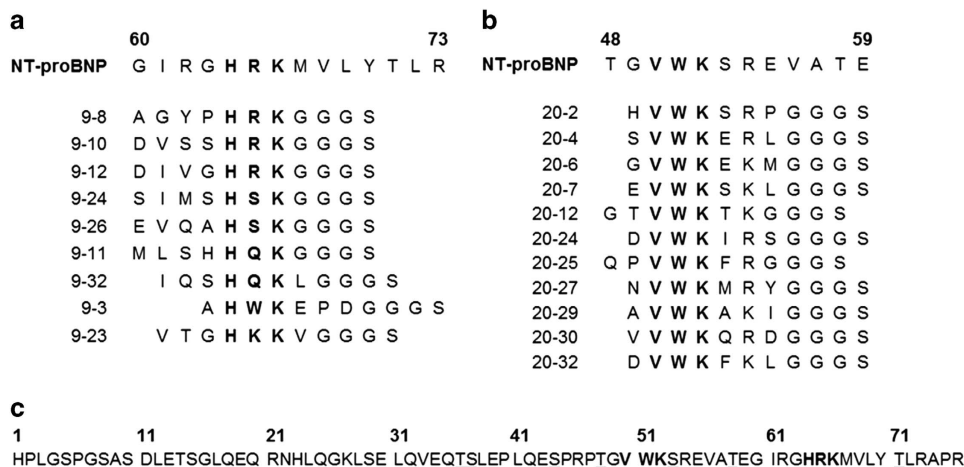 a
60 73
NT-proBNP G I R G H R K M V L Y T L R
9-8 A G Y P H R K G G G S
9-10 D V S S H R K G G G S
9-12 D I V G H R K G G G S
9-24 S I M S H S K G G G S
9-26 E V Q A H S K G G G S
9-11 M L S H H Q K G G G S
9-32 I Q S H Q K L G G G S
9-3 A H W K E P D G G G S
9-23 V T G H K K V G G G S
b
48 59
NT-proBNP T G V W K S R E V A T E
20-2 H V W K S R P G G G S
20-4 S V W K E R L G G G S
20-6 G V W K E K M G G G S
20-7 E V W K S K L G G G S
20-12 G T V W K T K G G G S
20-24 D V W K I R S G G G S
20-25 Q P V W K F R G G G S
20-27 N V W K M R Y G G G S
20-29 A V W K A K I G G G S
20-30 V V W K Q R D G G G S
20-32 D V W K F K L G G G S
c
1 11 21 31 41 51 61 71
HPLGSPGSAS DLETSGLQEQ RNHLQGKLSE LQVEQTSLEP LQESPRPTGV WKSREVATEG IRGHRKMVLY TLRAPR